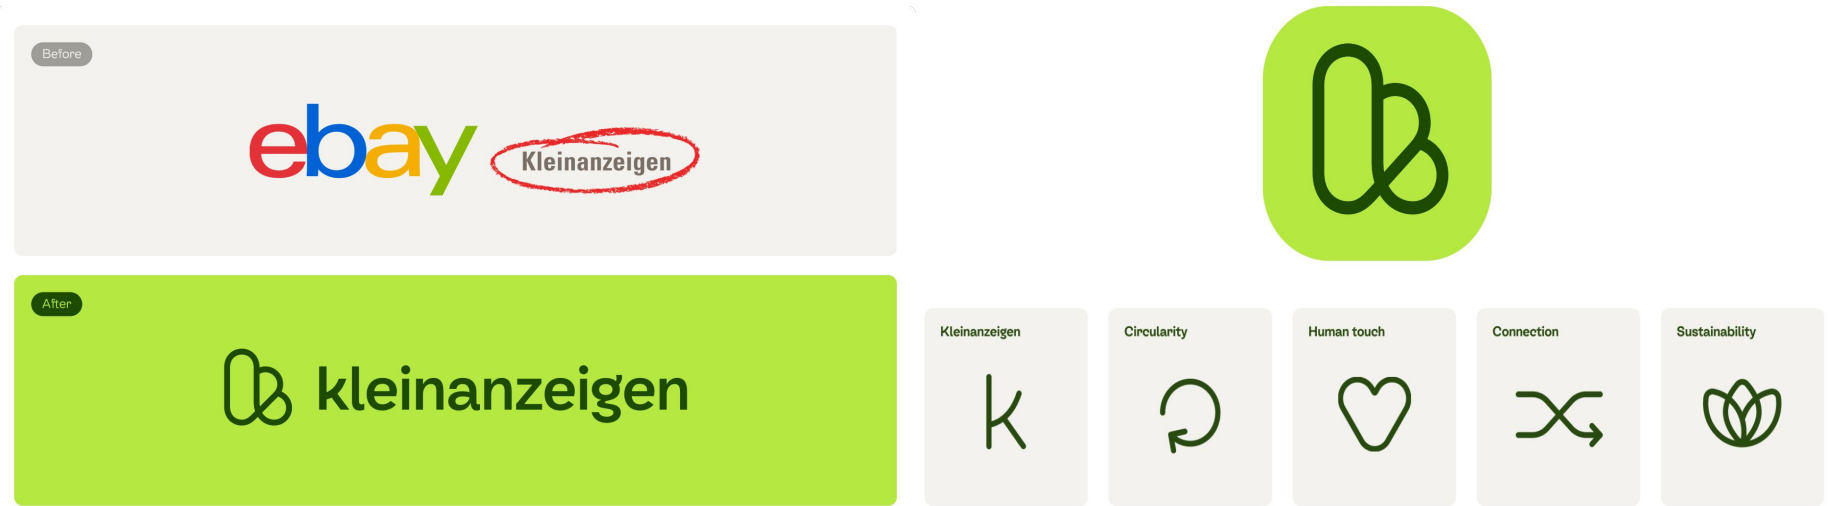 Before
ebay Kleinanzeigen
After
kleinanzeigen
Kleinanzeigen
k
Circularity
Human touch
Connection
Sustainability